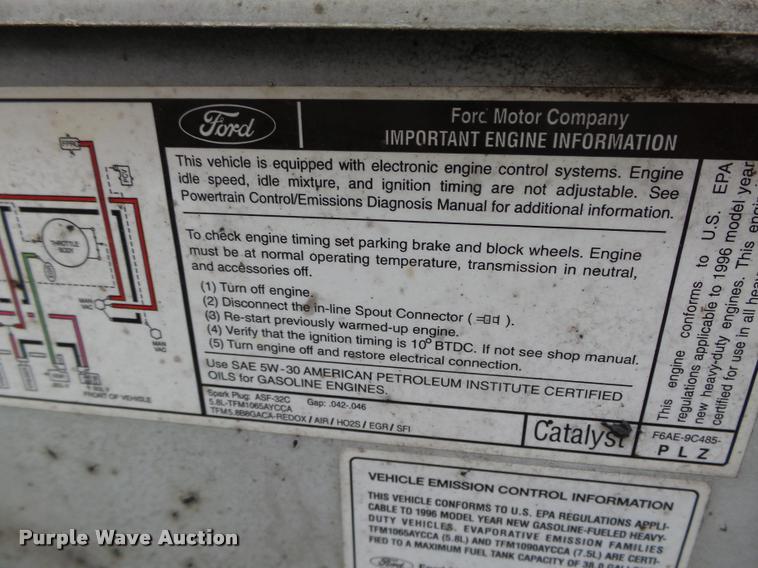 Ford
Ford Motor Company
IMPORTANT ENGINE INFORMATION
This vehicle is equipped with electronic engine control systems. Engine
idle speed, idle mixture, and ignition timing are not adjustable. See
Powertrain Control/Emissions Diagnosis Manual for additional information.
To check engine timing set parking brake and block wheels. Engine
must be at normal operating temperature, transmission in neutral,
and accessories off.
(1) Turn off engine.
(2) Disconnect the in-line Spout Connector ( ).
(3) Re-start previously warmed-up engine.
(4) Verify that the ignition timing is 10° BTDC. If not see shop manual.
(5) Turn engine off and restore electrical connection.
Use SAE 5W-30 AMERICAN PETROLEUM INSTITUTE CERTIFIED
OILS for GASOLINE ENGINES.
Spark Plug: ASF-32C Gap: .042-.046
5.8L-TFM1065AYCCA
TFM5.8B8GACA-REDOX / AIR / HO2S / EGR / SFI
Catalyst
F6AE-9C485-
P L Z
This engine conforms to U.S. EPA
regulations applicable to 1996 model year
new heavy-duty engines. This
certified for use in all
THROTTLE
BODY
MAN
VAC
MAN
VAC
FRONT OF VEHICLE
VEHICLE EMISSION CONTROL INFORMATION
THIS VEHICLE CONFORMS TO U.S. EPA REGULATIONS APPLI-
CABLE TO 1996 MODEL YEAR NEW GASOLINE-FUELED HEAVY-
DUTY VEHICLES. EVAPORATIVE EMISSION FAMILIES
TFM1065AYCCA (5.8L) AND TFM1090AYCCA (7.5L) ARE CERTI-
FIED TO A MAXIMUM FUEL TANK CAPACITY OF
Ford
Purple Wave Auction